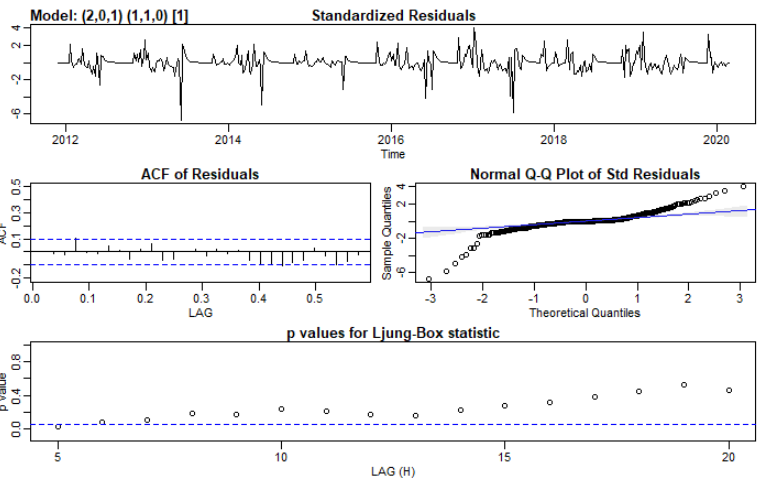 Model: (2,0,1) (1,1,0) [1] Standardized Residuals
4
2
-2
-6
2012 2014 2016 2018 2020
Time
ACF of Residuals
ACF
0.5
0.3
0.1
-0.2
0.0 0.1 0.2 0.3 0.4 0.5
LAG
Normal Q-Q Plot of Std Residuals
Sample Quantiles
4
2
-2
-6
-3 -2 -1 0 1 2 3
Theoretical Quantiles
p values for Ljung-Box statistic
p value
0.8
0.4
0.0
5 10 15 20
LAG (H)